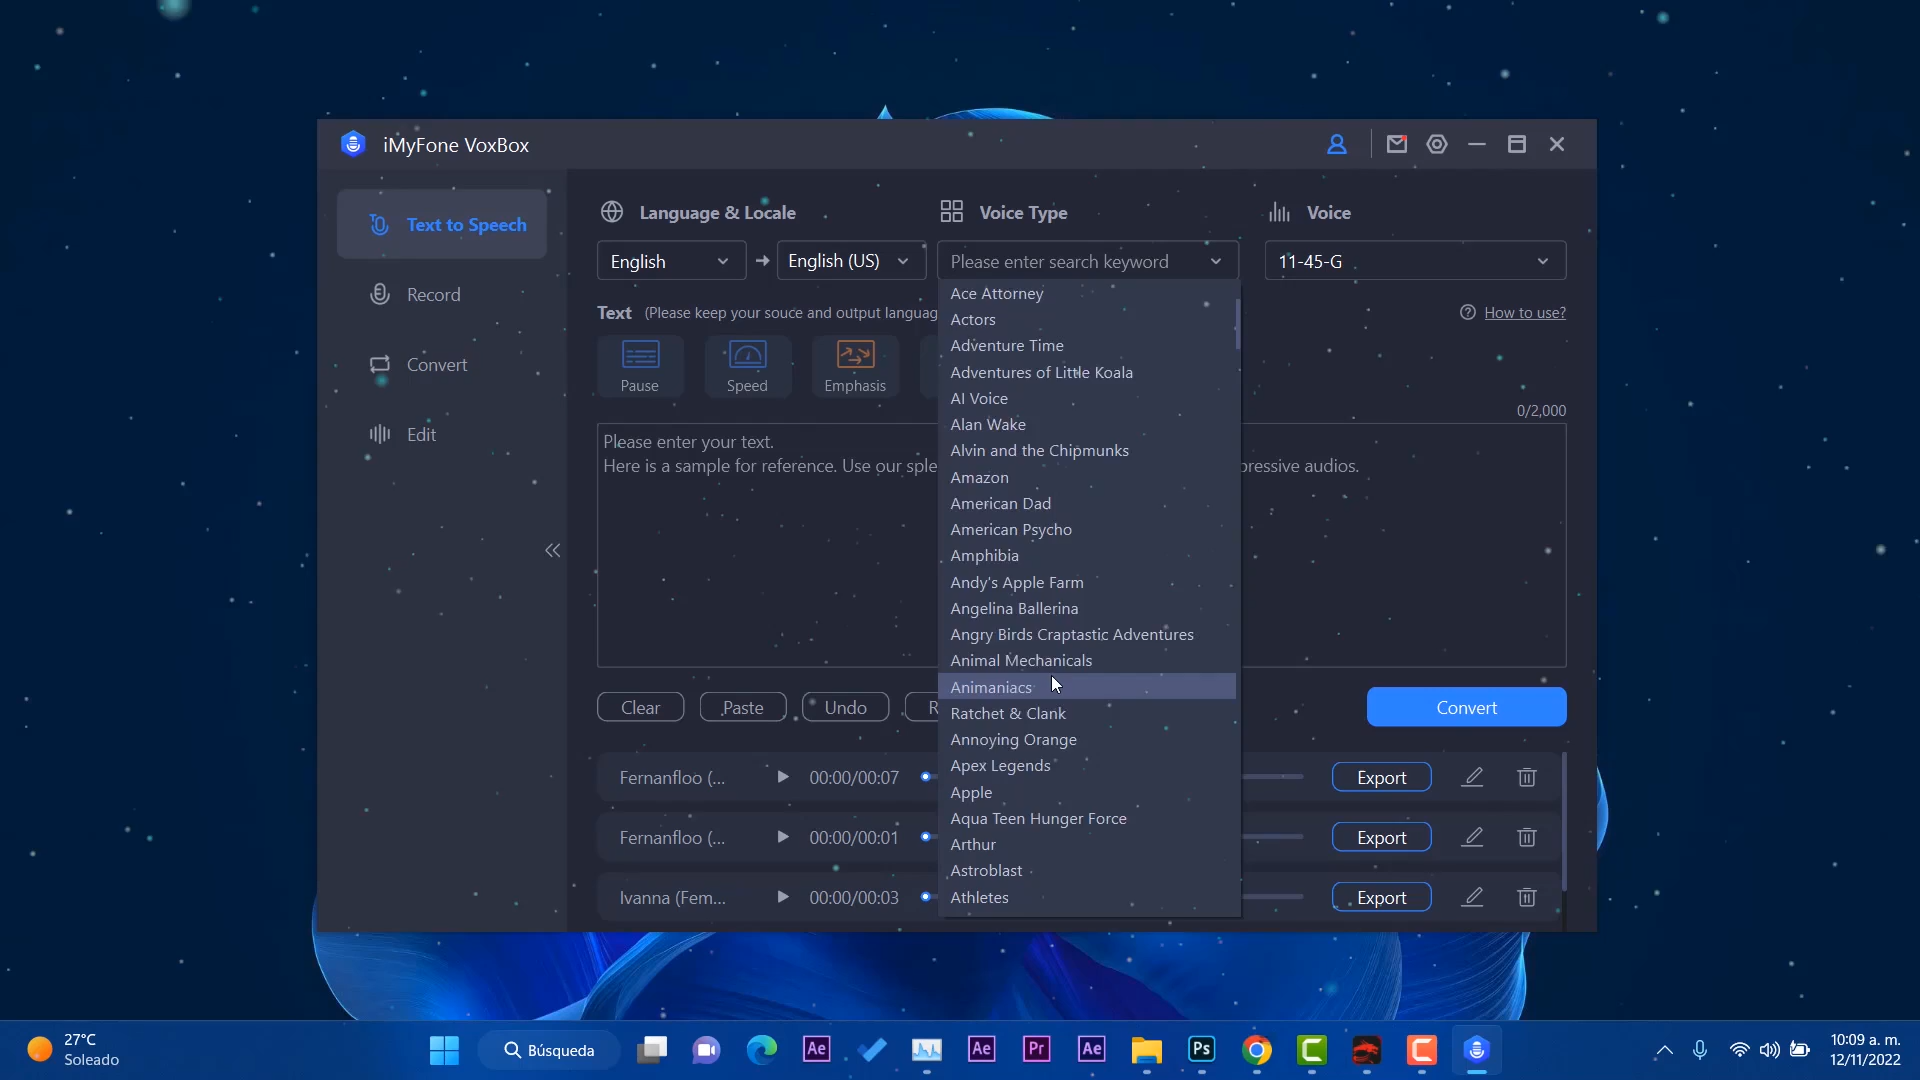 iMyFone VoxBox
Text to Speech
Record
Convert
Edit
Language & Locale
Voice Type
Voice
English
English (US)
Please enter search keyword
11-45-G
Text (Please keep your souce and output languag
How to use?
Pause
Speed
Emphasis
0/2,000
Please enter your text.
Here is a sample for reference. Use our sple
pressive audios.
Ace Attorney
Actors
Adventure Time
Adventures of Little Koala
AI Voice
Alan Wake
Alvin and the Chipmunks
Amazon
American Dad
American Psycho
Amphibia
Andy's Apple Farm
Angelina Ballerina
Angry Birds Craptastic Adventures
Animal Mechanicals
Animaniacs
Ratchet & Clank
Annoying Orange
Apex Legends
Apple
Aqua Teen Hunger Force
Arthur
Astroblast
Athletes
Clear
Paste
Undo
R
Convert
Fernanfloo (... 00:00/00:07 Export
Fernanfloo (... 00:00/00:01 Export
Ivanna (Fem... 00:00/00:03 Export
27°C
Soleado
Búsqueda
Ae
Ae
Pr
Ae
Ps
C
C
10:09 a. m.
12/11/2022